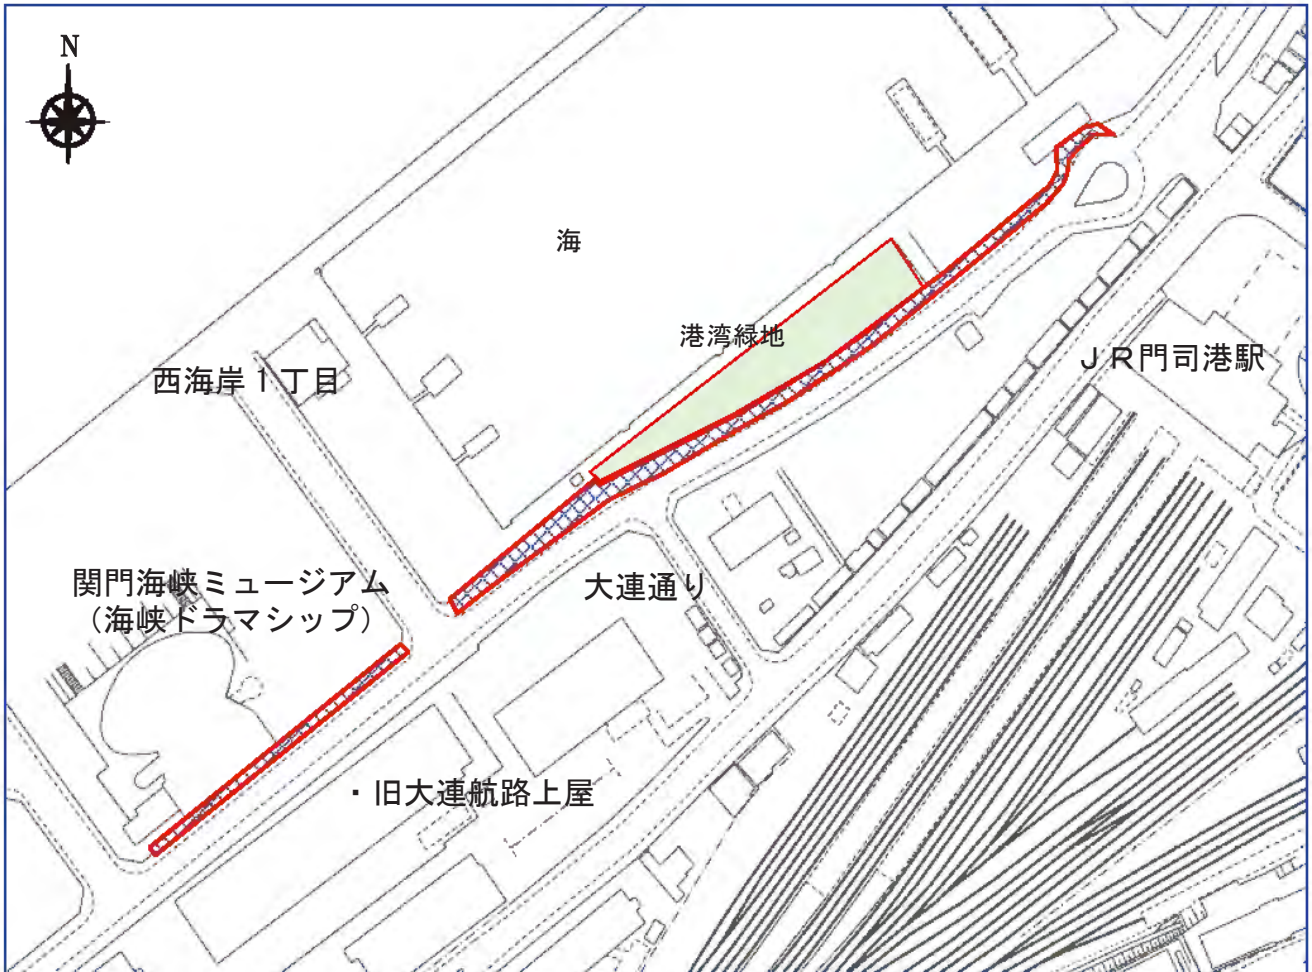 N
海
港湾緑地
JR門司港駅
西海岸1丁目
関門海峡ミュージアム
（海峡ドラマシップ）
大連通り
・旧大連航路上屋